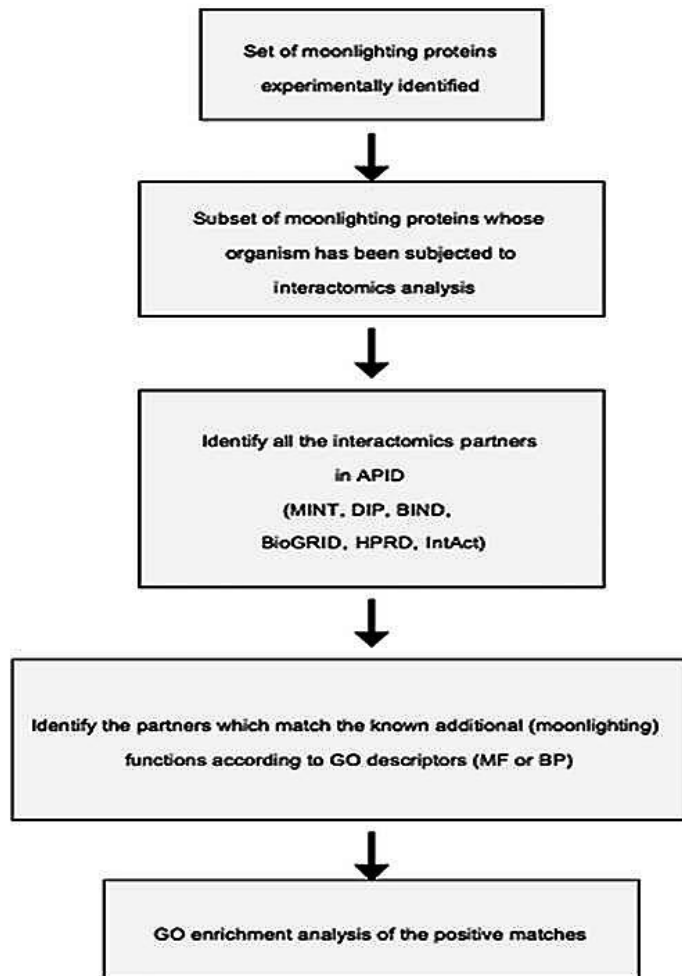 Set of moonlighting proteins
experimentally identified
Subset of moonlighting proteins whose
organism has been subjected to
interactomics analysis
Identify all the interactomics partners
in APID
(MINT, DIP, BIND,
BioGRID, HPRD, IntAct)
Identify the partners which match the known additional (moonlighting)
functions according to GO descriptors (MF or BP)
GO enrichment analysis of the positive matches